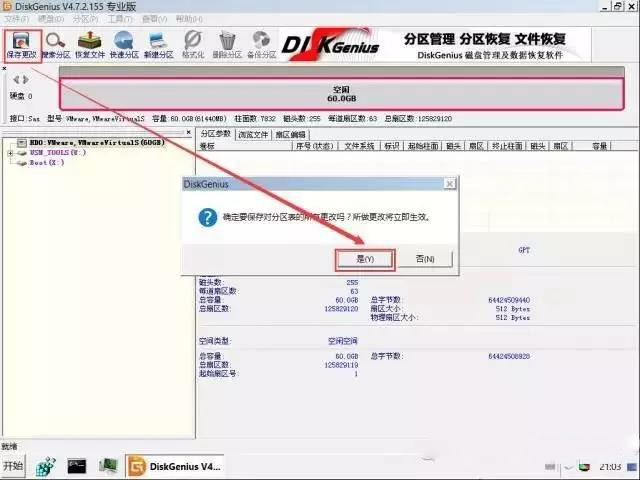 DiskGenius V4.7.2.155 专业版
文件(F) 硬盘(D) 分区(P) 工具(T) 查看(V) 帮助(H)
保存更改 搜索分区 恢复文件 快速分区 新建分区 格式化 删除分区 备份分区
DISKGENIUS
分区管理 分区恢复 文件恢复
DiskGenius 磁盘管理及数据恢复软件
硬盘 0
空闲
60.0GB
接口:Sas 型号:VMware,VMwareVirtualS 容量:60.0GB(61440MB) 柱面数:7832 磁头数:255 每道扇区数:63 总扇区数:125829120
HD0:VMware,VMwareVirtualS(60GB)
USM_TOOLS(U:)
Boot(X:)
分区参数 浏览文件 扇区编辑
卷标 序号(状态) 文件系统 标识 起始柱面 磁头 扇区 终止柱面 磁头 扇区 容量
DiskGenius
确定要保存对分区表的所有更改吗？所做更改将立即生效。
是(Y) 否(N)
GPT
磁头数: 255
每道扇区数: 63
总容量: 60.0GB 总字节数: 64424509440
总扇区数: 125829120 扇区大小: 512 Bytes
物理扇区大小: 512 Bytes
空间类型: 空闲空间
总容量: 60.0GB 总字节数: 64424508928
总扇区数: 125829119
起始扇区号: 1
就绪
开始
DiskGenius V4...
21:03